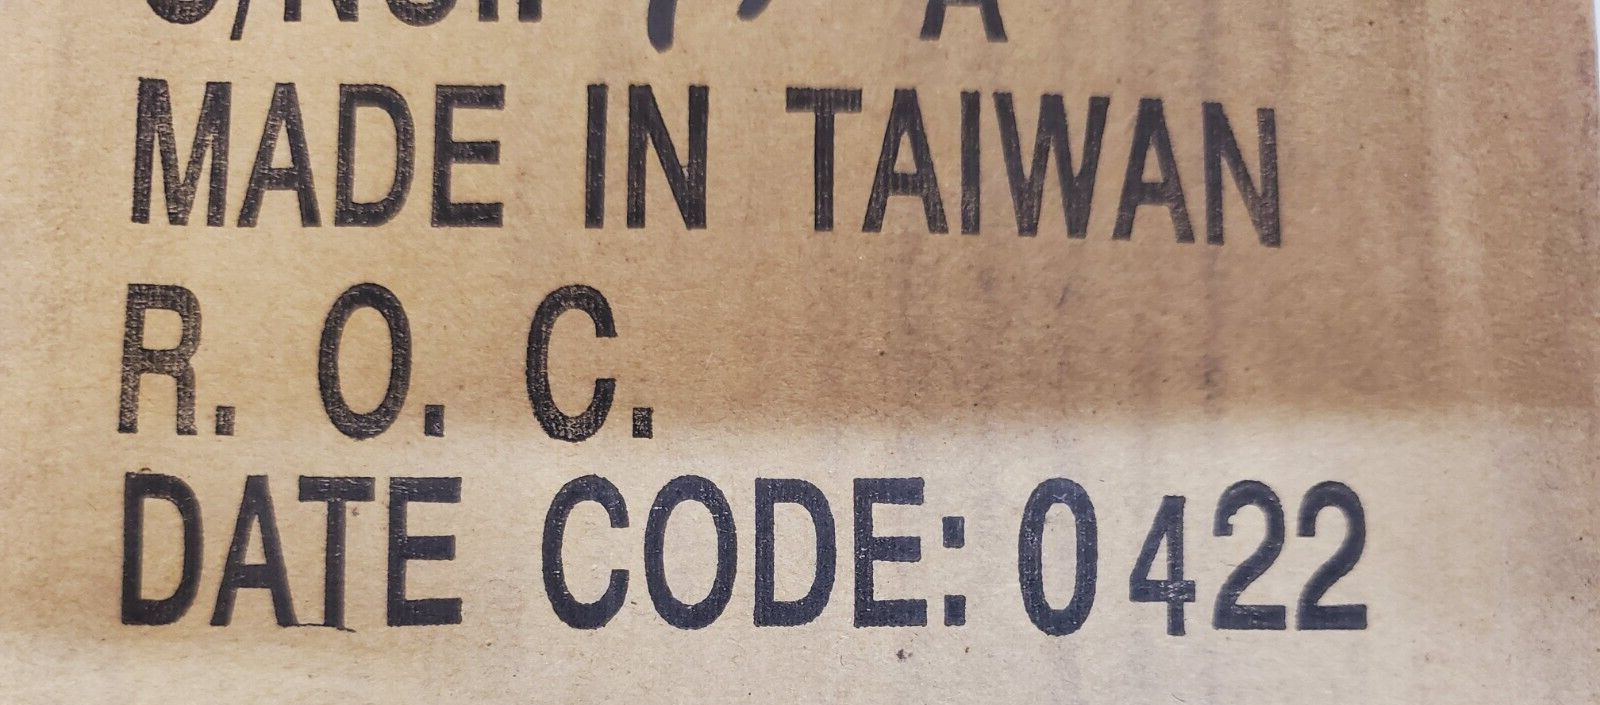 MADE IN TAIWAN
R. O. C.
DATE CODE: 0422